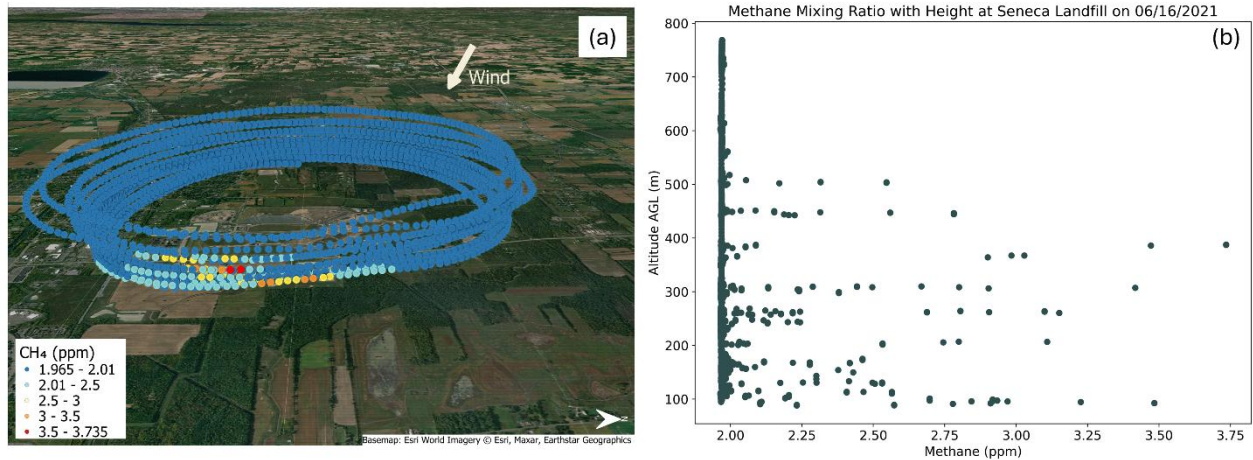 (a)
Wind
CH₄ (ppm)
1.965 - 2.01
2.01 - 2.5
2.5 - 3
3 - 3.5
3.5 - 3.735
Basemap: Esri World Imagery © Esri, Maxar, Earthstar Geographics
Methane Mixing Ratio with Height at Seneca Landfill on 06/16/2021
(b)
800
700
600
500
400
300
200
100
Altitude AGL (m)
2.00 2.25 2.50 2.75 3.00 3.25 3.50 3.75
Methane (ppm)